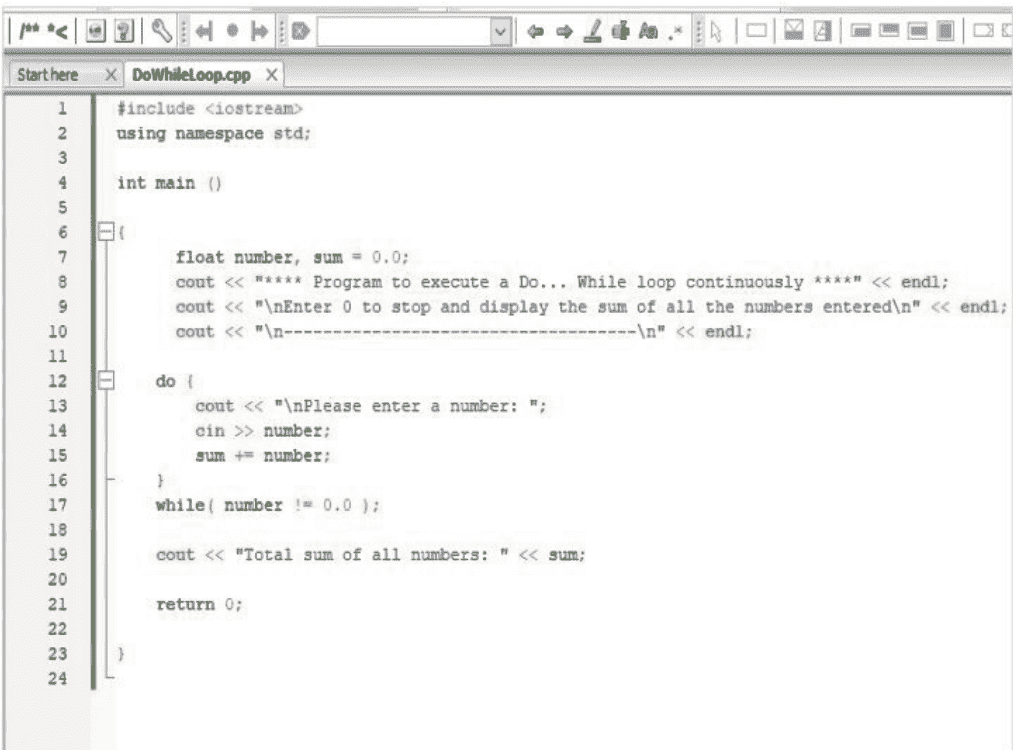 /** *<
Start here X DoWhileLoop.cpp X
1 #include <iostream>
2 using namespace std;
3
4 int main ()
5
6 {
7 float number, sum = 0.0;
8 cout << "**** Program to execute a Do... While loop continuously ****" << endl;
9 cout << "\nEnter 0 to stop and display the sum of all the numbers entered\n" << endl;
10 cout << "\n------------------------------------\n" << endl;
11
12 do {
13 cout << "\nPlease enter a number: ";
14 cin >> number;
15 sum += number;
16 }
17 while( number != 0.0 );
18
19 cout << "Total sum of all numbers: " << sum;
20
21 return 0;
22
23 }
24